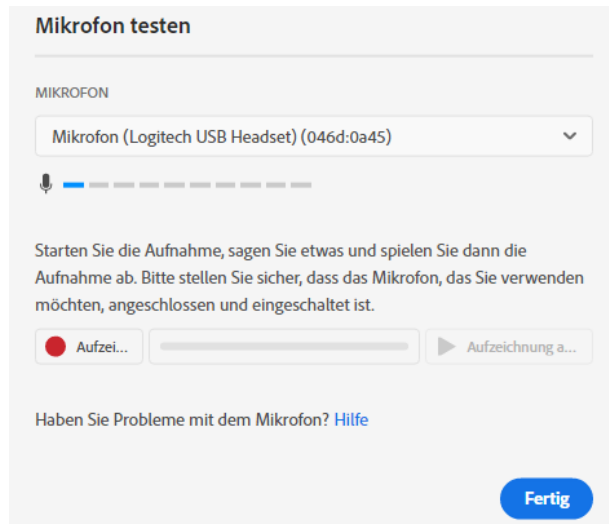 Mikrofon testen
MIKROFON
Mikrofon (Logitech USB Headset) (046d:0a45)
Starten Sie die Aufnahme, sagen Sie etwas und spielen Sie dann die
Aufnahme ab. Bitte stellen Sie sicher, dass das Mikrofon, das Sie verwenden
möchten, angeschlossen und eingeschaltet ist.
Aufzei... Aufzeichnung a...
Haben Sie Probleme mit dem Mikrofon? Hilfe
Fertig